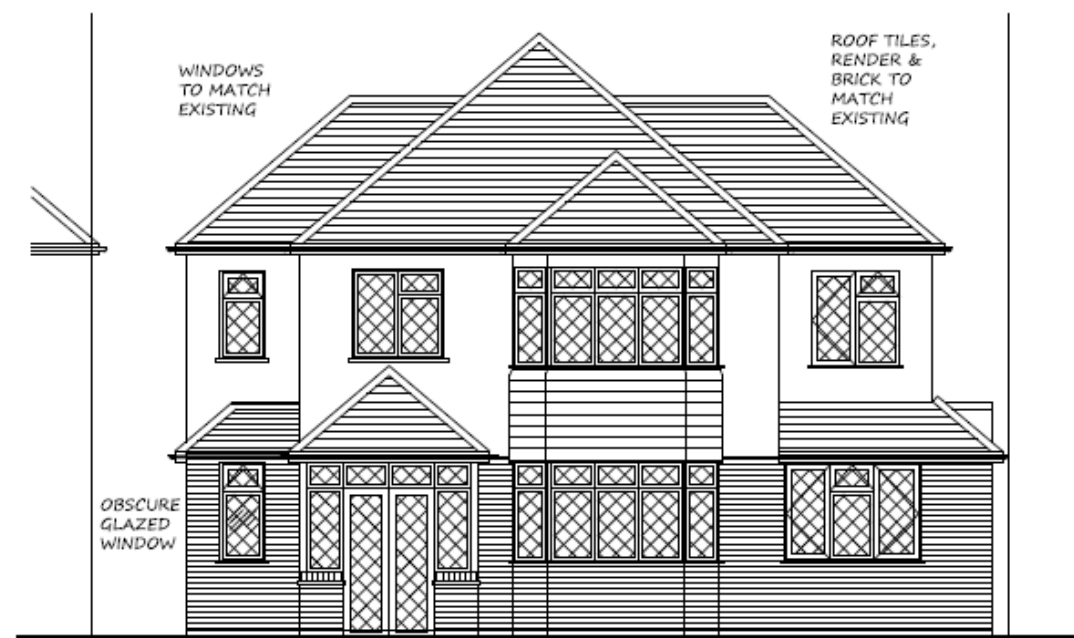 WINDOWS
TO MATCH
EXISTING
ROOF TILES,
RENDER &
BRICK TO
MATCH
EXISTING
OBSCURE
GLAZED
WINDOW